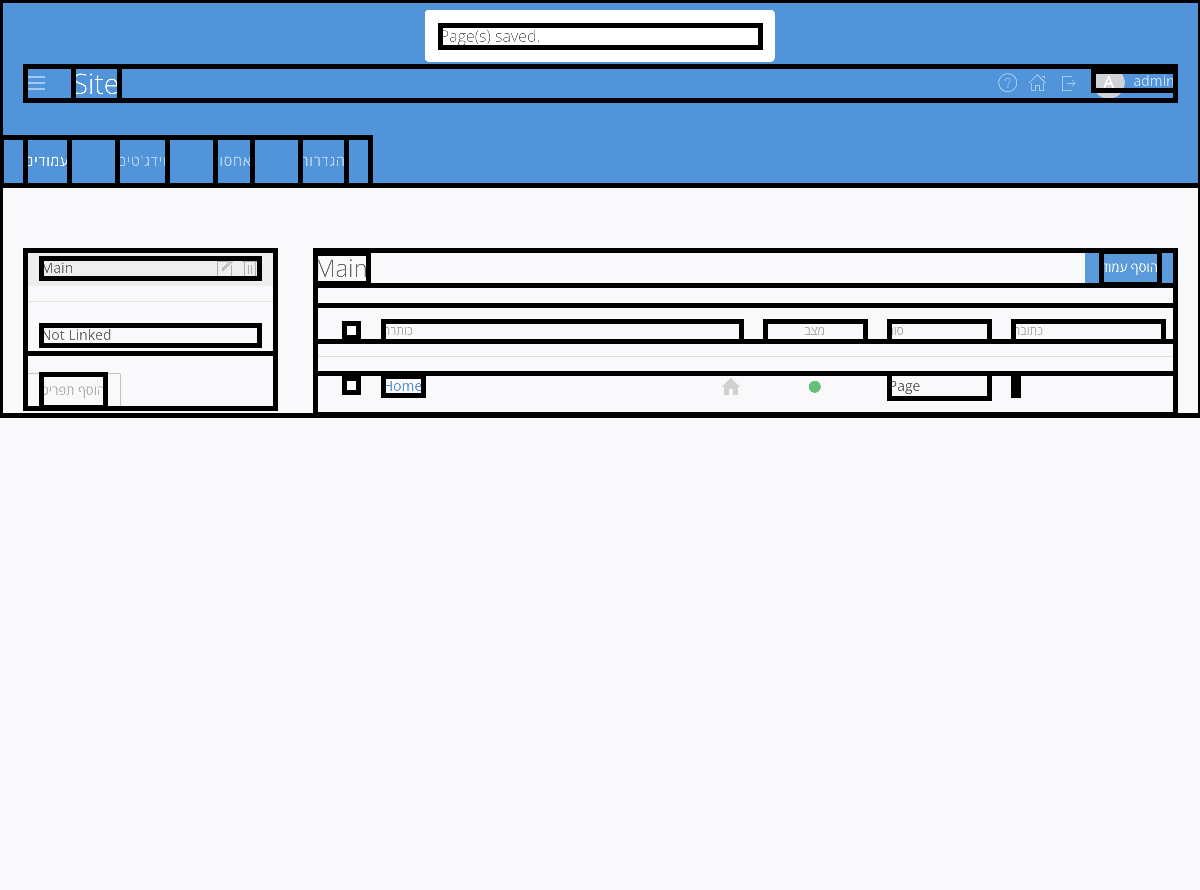 Page(s) saved.
Site
A admin
עמודים וידג'טים אחסון הגדרות
Main
Not Linked
הוסף תפריט
Main
הוסף עמוד
כותרת מצב סוג כתובת
Home Page